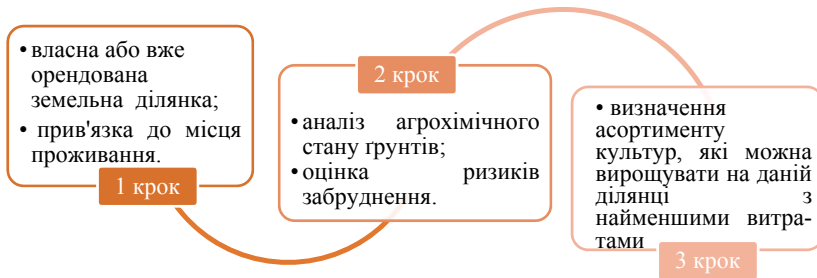 • власна або вже
орендована
земельна ділянка;
• прив'язка до місця
проживання.
1 крок
2 крок
• аналіз агрохімічного
стану ґрунтів;
• оцінка ризиків
забруднення.
• визначення
асортименту
культур, які можна
вирощувати на даній
ділянці з
найменшими витра-
тами
3 крок